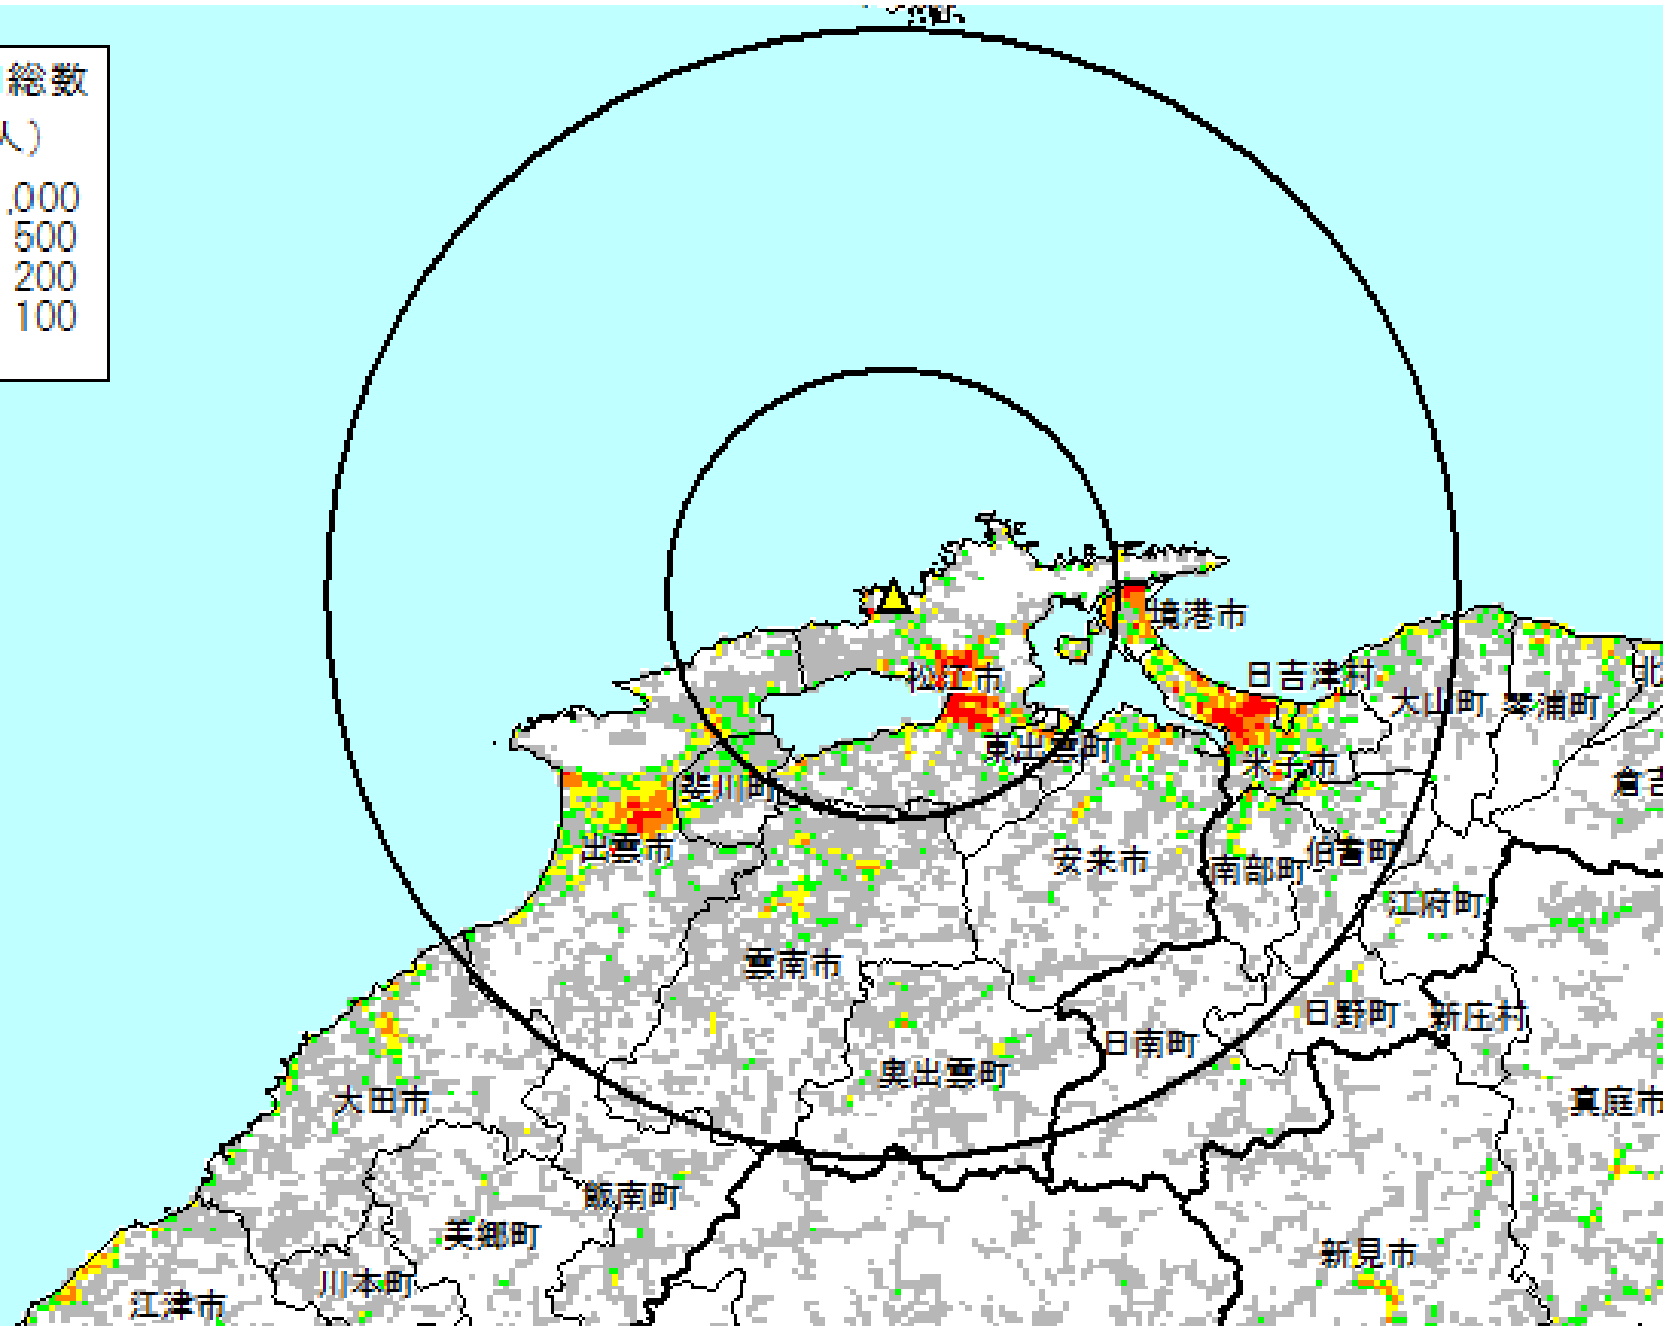 総数
人)
,000
500
200
100
境港市
日吉津村
松江市
大山町
琴浦町
北
東出雲町
米子市
斐川町
倉吉
出雲市
安来市
南部町
伯耆町
江府町
雲南市
日野町
新庄村
日南町
奥出雲町
大田市
真庭市
飯南町
美郷町
新見市
川本町
江津市